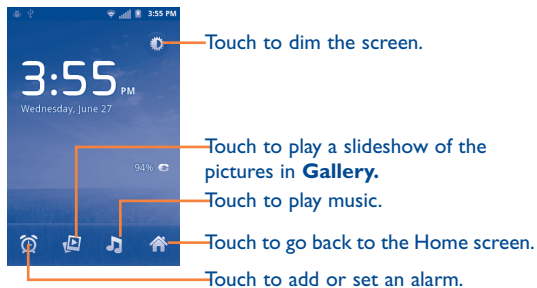 3:55 PM
Touch to dim the screen.
3:55 PM
Wednesday, June 27
Touch to play a slideshow of the
pictures in Gallery.
94%
Touch to play music.
Touch to go back to the Home screen.
Touch to add or set an alarm.